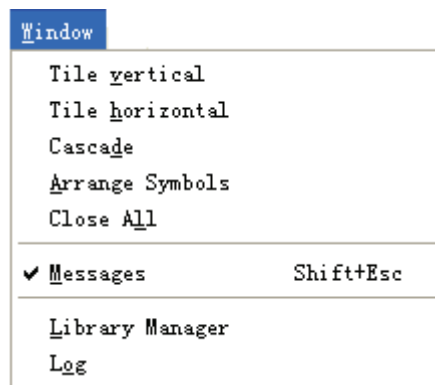 Window
Tile vertical
Tile horizontal
Cascade
Arrange Symbols
Close All
Messages Shift+Esc
Library Manager
Log